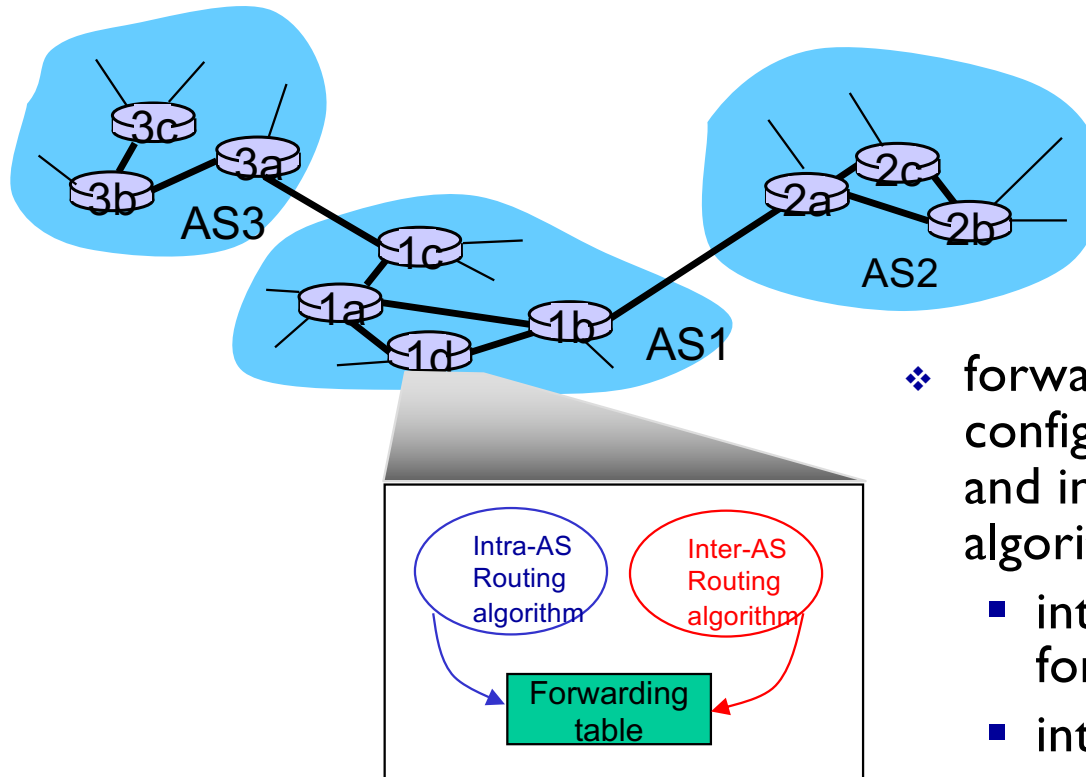 3c
3a
3b
AS3
2c
2a
2b
AS2
1c
1a
1b
1d
AS1
Intra-AS
Routing
algorithm
Inter-AS
Routing
algorithm
Forwarding
table
❖ forwa
config
and in
algori
▪ int
for
▪ int